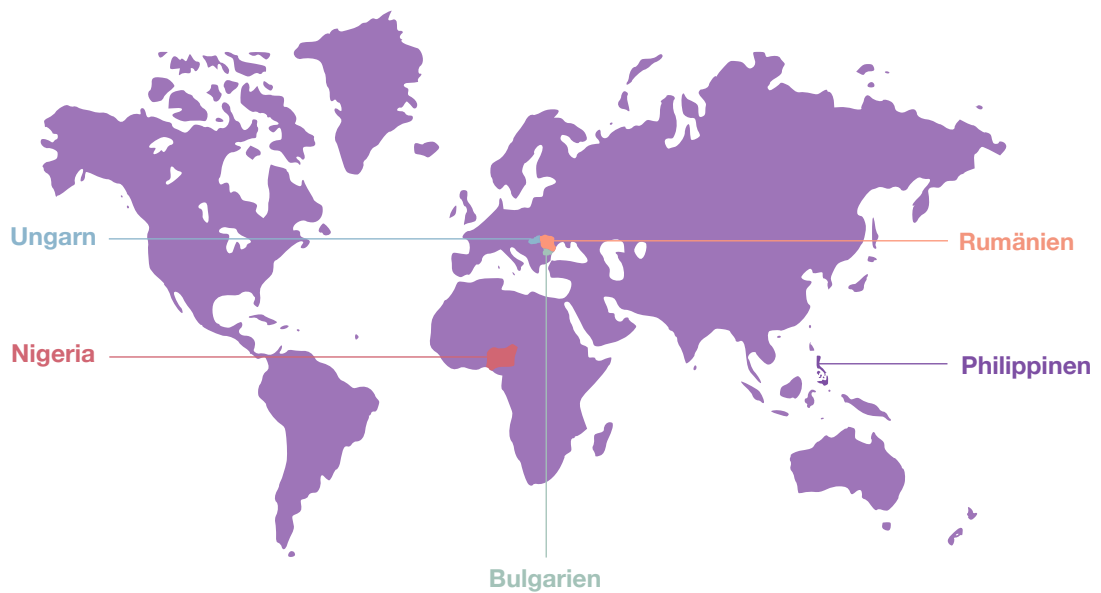 Ungarn
Rumänien
Nigeria
Philippinen
Bulgarien